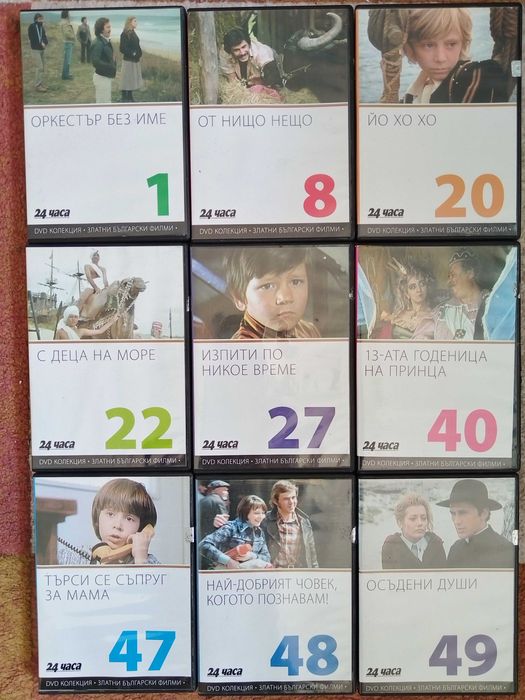 ОРКЕСТЪР БЕЗ ИМЕ
1
24 часа
DVD КОЛЕКЦИЯ • ЗЛАТНИ БЪЛГАРСКИ ФИЛМИ •
ОТ НИЩО НЕЩО
8
24 часа
DVD КОЛЕКЦИЯ • ЗЛАТНИ БЪЛГАРСКИ ФИЛМИ •
ЙО ХО ХО
20
24 часа
DVD КОЛЕКЦИЯ • ЗЛАТНИ БЪЛГАРСКИ ФИЛМИ •
С ДЕЦА НА МОРЕ
22
24 часа
DVD КОЛЕКЦИЯ • ЗЛАТНИ БЪЛГАРСКИ ФИЛМИ •
ИЗПИТИ ПО
НИКОЕ ВРЕМЕ
27
24 часа
DVD КОЛЕКЦИЯ • ЗЛАТНИ БЪЛГАРСКИ ФИЛМИ •
13-АТА ГОДЕНИЦА
НА ПРИНЦА
40
24 часа
DVD КОЛЕКЦИЯ • ЗЛАТНИ БЪЛГАРСКИ ФИЛМИ •
ТЪРСИ СЕ СЪПРУГ
ЗА МАМА
47
24 часа
DVD КОЛЕКЦИЯ • ЗЛАТНИ БЪЛГАРСКИ ФИЛМИ •
НАЙ-ДОБРИЯТ ЧОВЕК,
КОГОТО ПОЗНАВАМ!
48
24 часа
DVD КОЛЕКЦИЯ • ЗЛАТНИ БЪЛГАРСКИ ФИЛМИ •
ОСЪДЕНИ ДУШИ
49
24 часа
DVD КОЛЕКЦИЯ • ЗЛАТНИ БЪЛГАРСКИ ФИЛМИ •